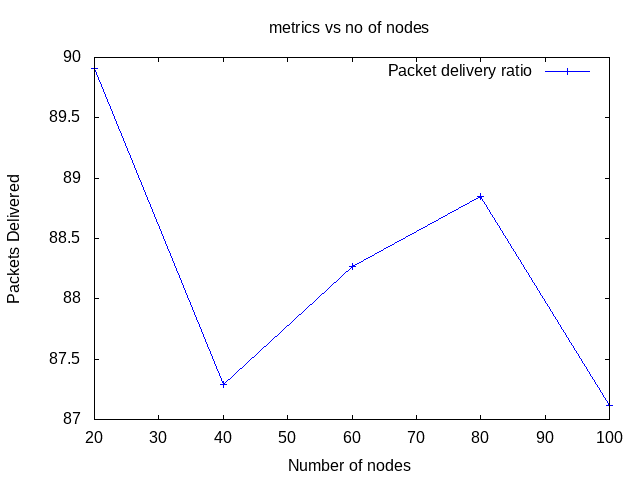 metrics vs no of nodes
Packet delivery ratio
90
89.5
89
88.5
88
87.5
87
Packets Delivered
20 30 40 50 60 70 80 90 100
Number of nodes